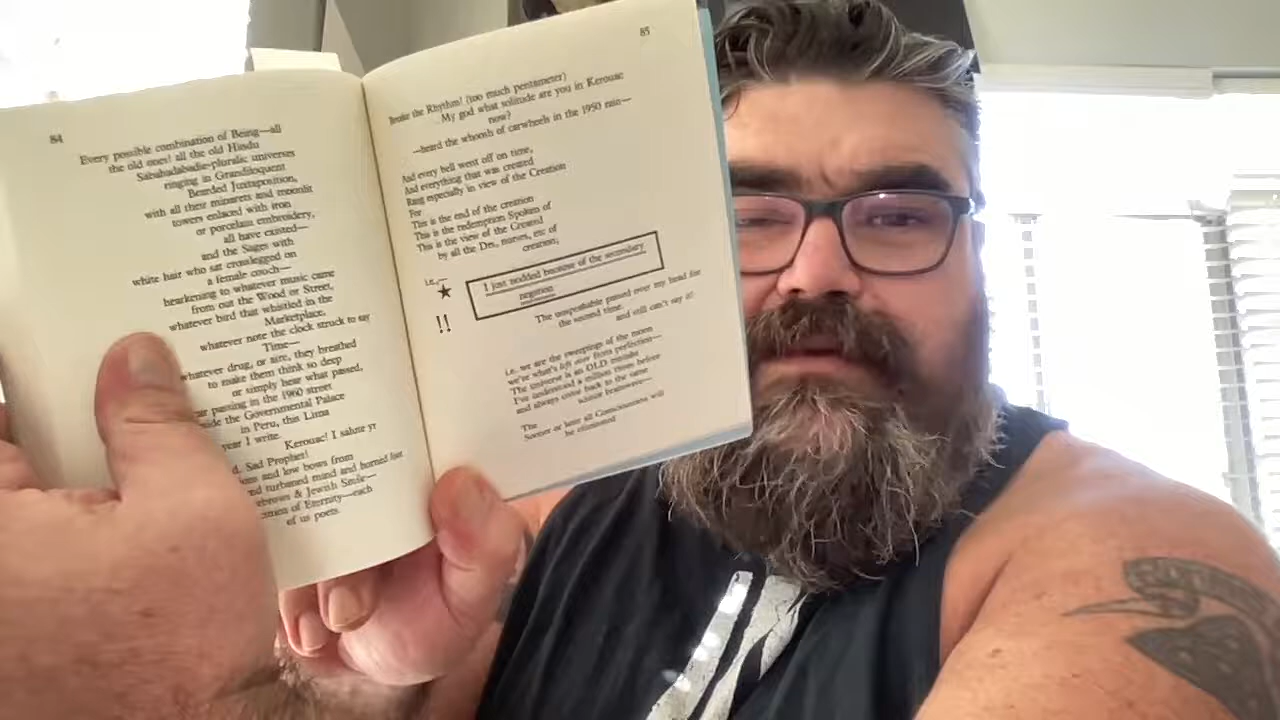 84
Every possible combination of Being—all
the old ones! all the old Hindu
Sabahadabadie-pluralic universes
ringing in Grandiloquent
Bearded Juxtaposition,
with all their minarets and moonlit
towers enlaced with iron
or porcelain embroidery,
all have existed—
and the Sages with
white hair who sat crosslegged on
a female couch—
hearkening to whatever music came
from out the Wood or Street,
whatever bird that whistled in the
Marketplace,
whatever note the clock struck to say
Time—
whatever drug, or aire, they breathed
to make them think so deep
or simply hear what passed,
passing in the 1960 street
the Governmental Palace
in Peru, this Lima
year I write.
Kerouac! I salute yr
Sad Prophet!
and low bows from
turbaned mind and horned feet
& Jewish Smile—
of Eternity—each
of us poets.
85
Broke the Rhythm! (too much pentameter)
My god what solitude are you in Kerouac
now?
—heard the whoosh of carwheels in the 1950 rain—
And every bell went off on time,
And everything that was created
Rang especially in view of the Creation
For
This is the end of the creation
This is the redemption Spoken of
This is the view of the Created
by all the Drs, nurses, etc of
creation;
i.e.,—
★ I just nodded because of the secondary
!! negation
The unspeakable passed over my head for
the second time.
and still can't say it!
i.e. we are the sweepings of the moon
we're what's left over from perfection—
The universe is an OLD mistake
I've understood a million times before
and always come back to the same
scissor brainwave—
The
Sooner or later all Consciousness will
be eliminated